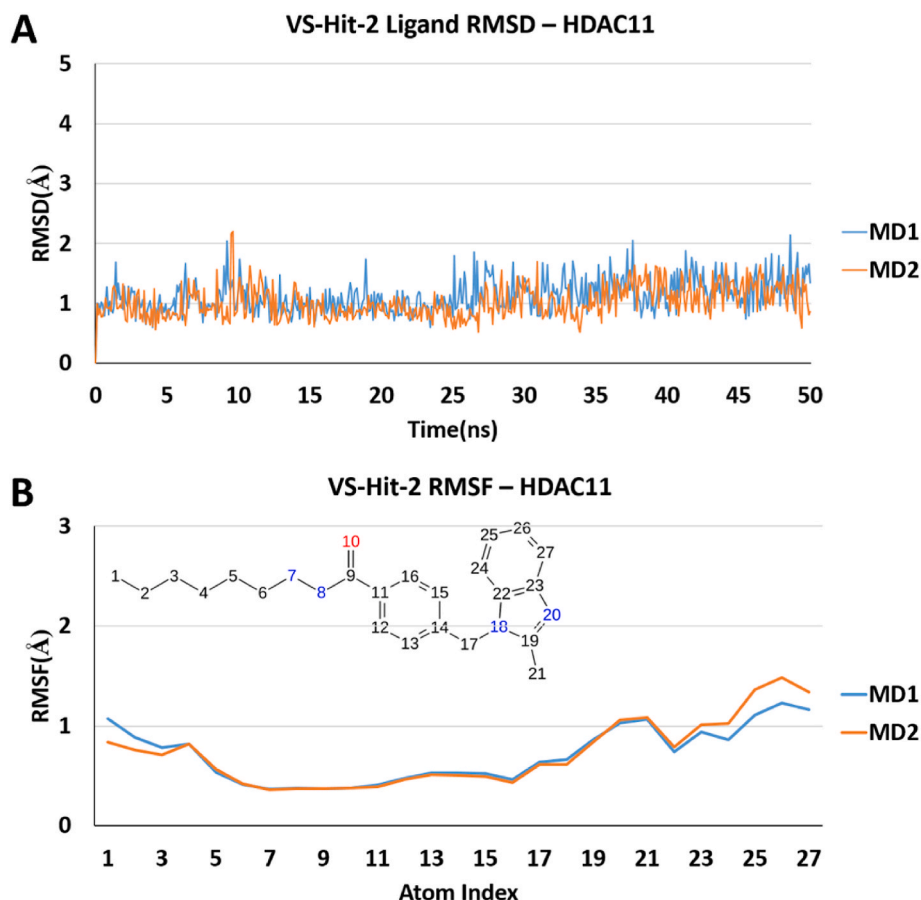 A
VS-Hit-2 Ligand RMSD – HDAC11
RMSD(Å)
5
4
3
2
1
0
0 5 10 15 20 25 30 35 40 45 50
Time(ns)
MD1
MD2
B
VS-Hit-2 RMSF – HDAC11
RMSF(Å)
3
2
1
0
1 3 5 7 9 11 13 15 17 19 21 23 25 27
Atom Index
1
2
3
4
5
6
7
8
9
10
11
12
13
14
15
16
17
18
19
20
21
22
23
24
25
26
27
MD1
MD2